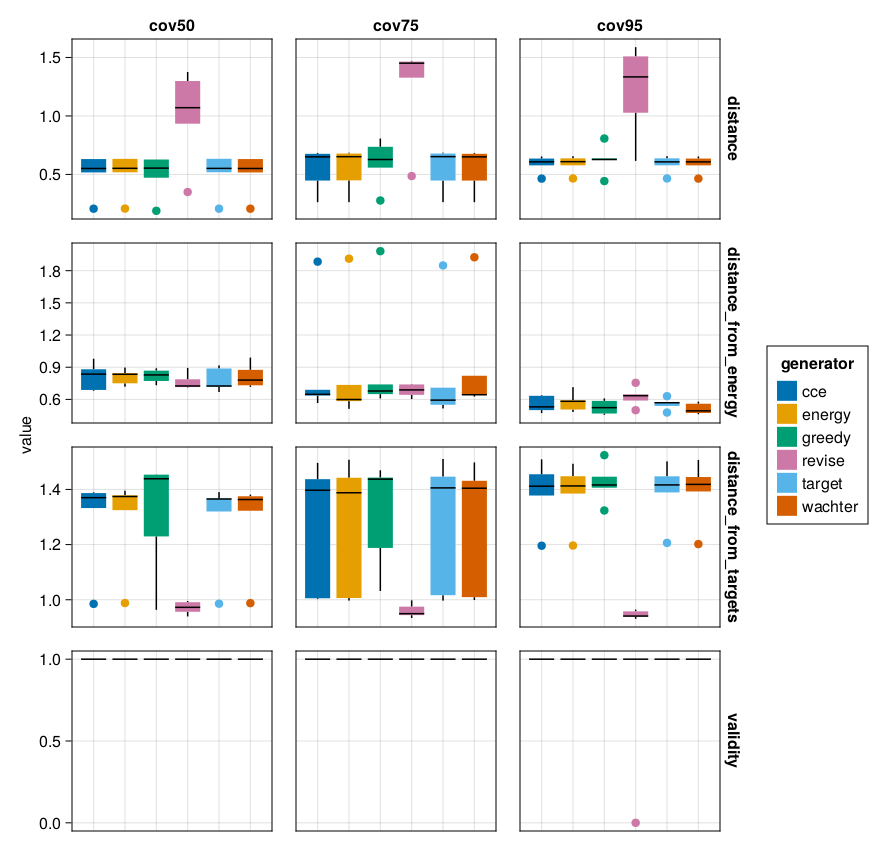 cov50 cov75 cov95
1.5
1.0
0.5
distance
1.8
1.5
1.2
0.9
0.6
distance_from_energy
value
1.4
1.2
1.0
distance_from_targets
1.0
0.5
0.0
validity
generator
cce
energy
greedy
revise
target
wachter